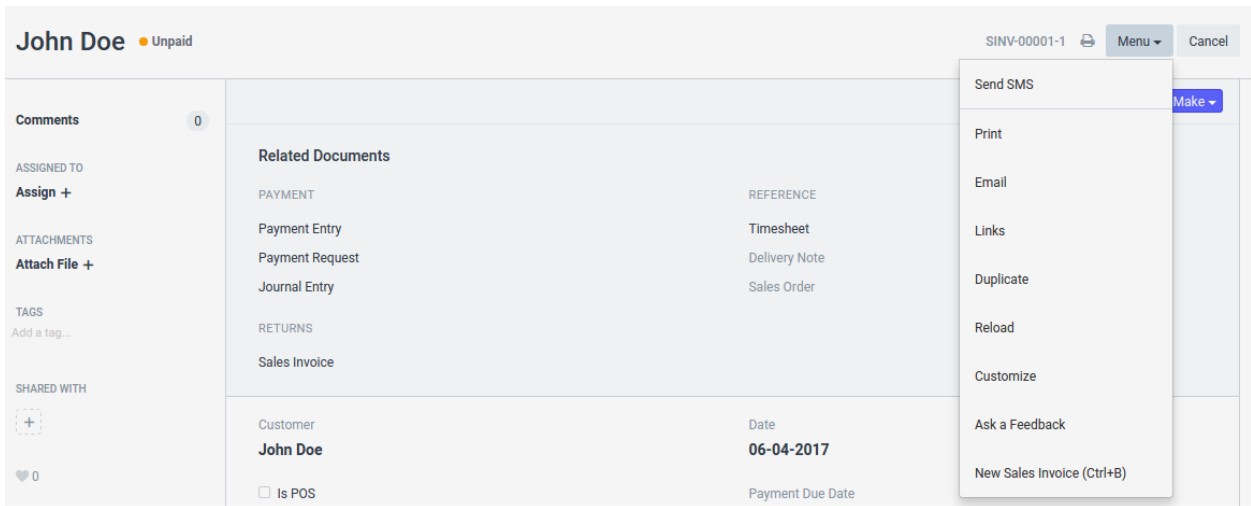 John Doe Unpaid SINV-00001-1 Menu Cancel
Send SMS
Make
Comments 0
Print
Related Documents
ASSIGNED TO
Assign +
Email
PAYMENT REFERENCE
Payment Entry Timesheet
Links
ATTACHMENTS
Attach File +
Payment Request Delivery Note
Duplicate
Journal Entry Sales Order
TAGS
Add a tag...
RETURNS
Reload
Sales Invoice
Customize
SHARED WITH
+
Customer Date
Ask a Feedback
John Doe 06-04-2017
0
New Sales Invoice (Ctrl+B)
Is POS Payment Due Date